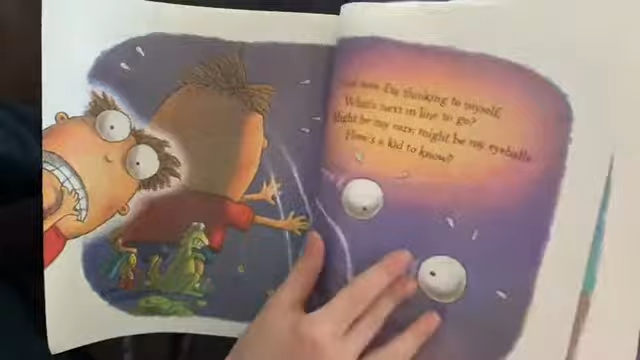 now I'm thinking to myself,
What's next in line to go?
Might be my ears, might be my eyeballs.
How's a kid to know?